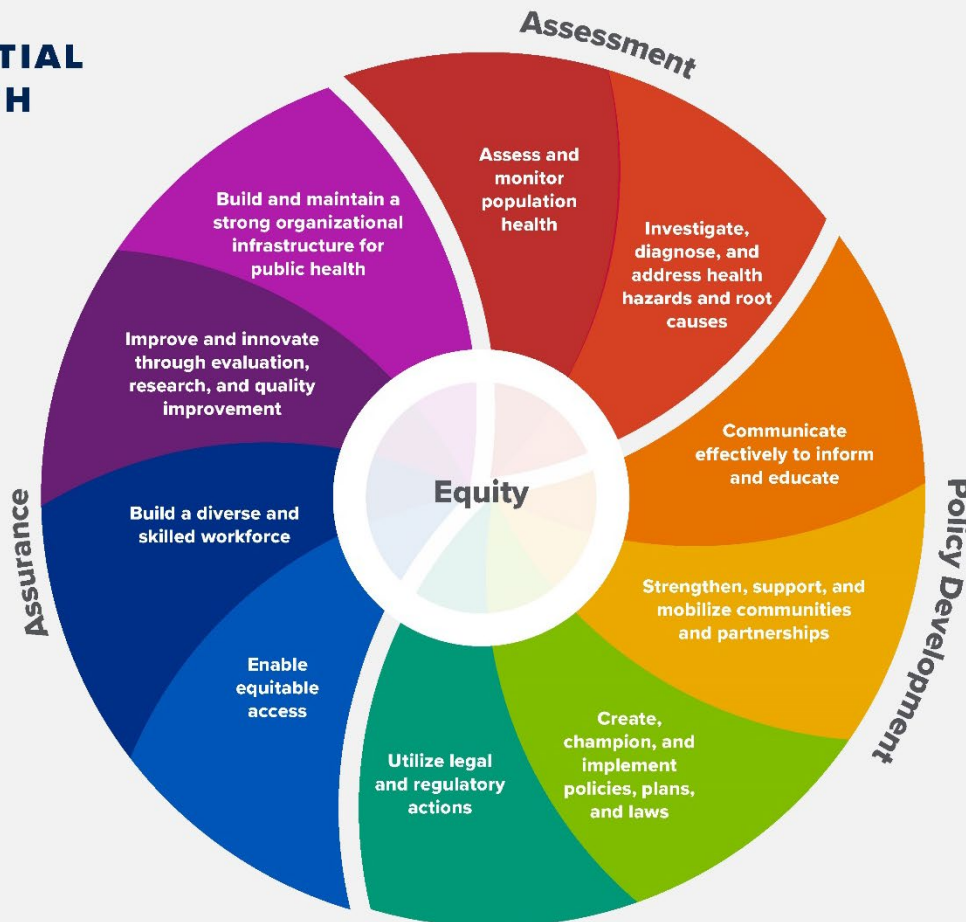 TIAL
H
Assessment
Assess and
monitor
population
health
Investigate,
diagnose, and
address health
hazards and root
causes
Policy Development
Communicate
effectively to inform
and educate
Strengthen, support, and
mobilize communities
and partnerships
Create,
champion, and
implement
policies, plans,
and laws
Utilize legal
and regulatory
actions
Assurance
Enable
equitable
access
Build a diverse and
skilled workforce
Improve and innovate
through evaluation,
research, and quality
improvement
Build and maintain a
strong organizational
infrastructure for
public health
Equity